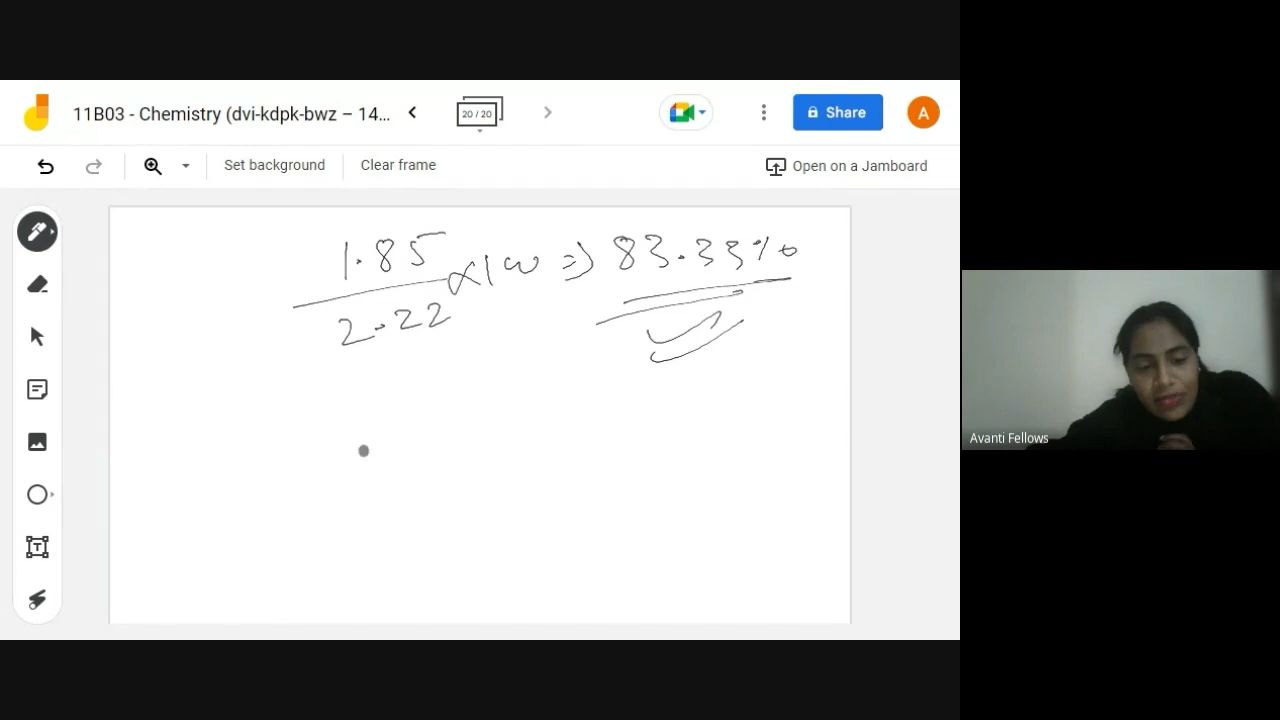 11B03 - Chemistry (dvi-kdpk-bwz – 14...
20 / 20
Share
A
Set background
Clear frame
Open on a Jamboard
1.85
2.22
×100 ⇒ 83.33%
T
Avanti Fellows